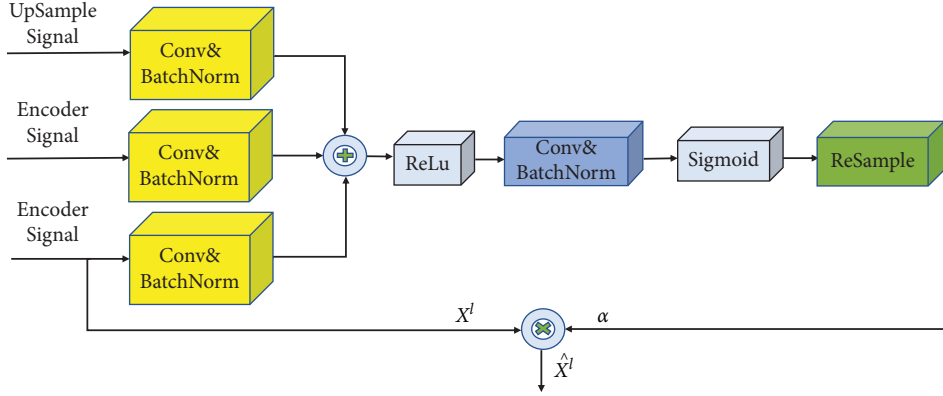 UpSample
Signal
Conv&
BatchNorm
Encoder
Signal
Conv&
BatchNorm
ReLu
Conv&
BatchNorm
Sigmoid
ReSample
Encoder
Signal
Conv&
BatchNorm
X^l
α
X̂^l